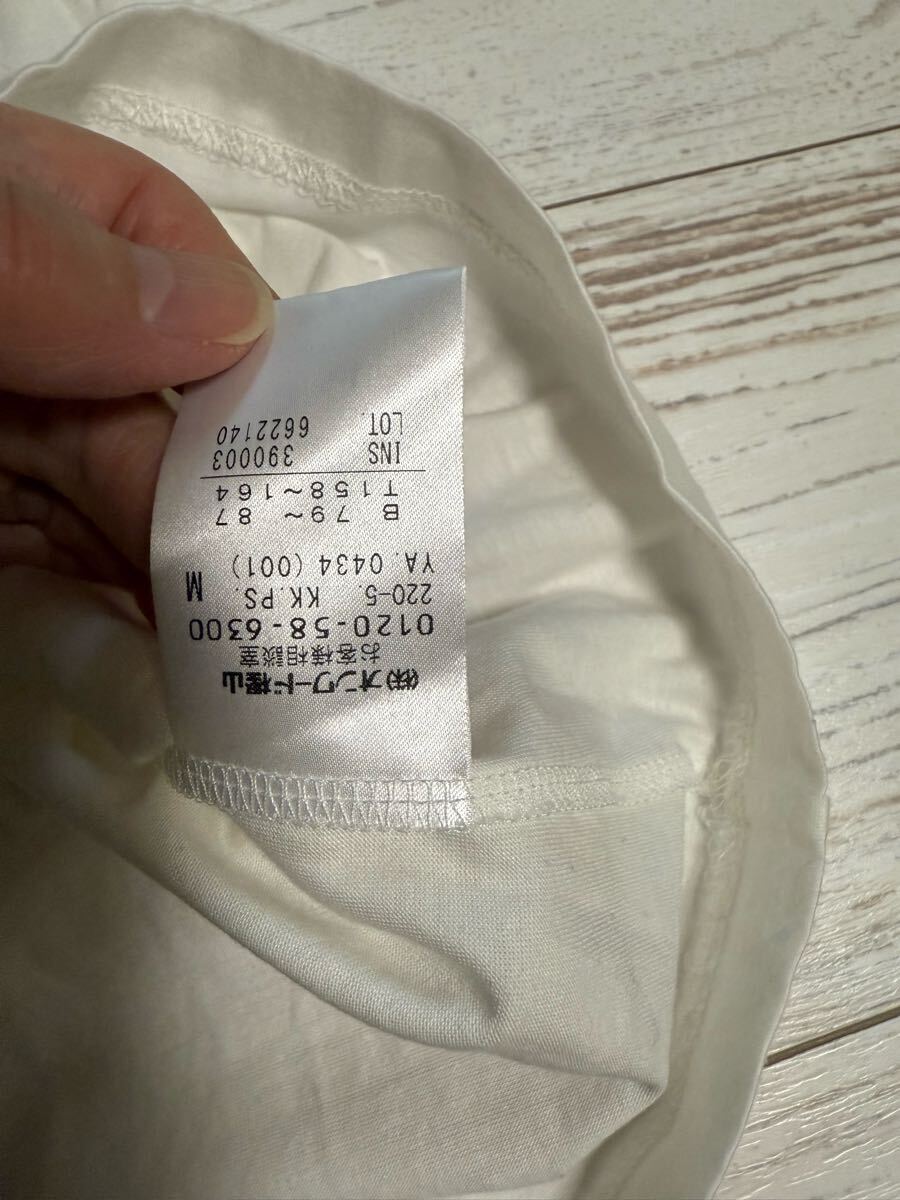 ㈱オンワード樫山
お客様相談室
0120-58-6300
220-5. KK.PS. M
YA.0434(001)
B 79~ 87
T158~164
INS 390003
LOT. 6622140